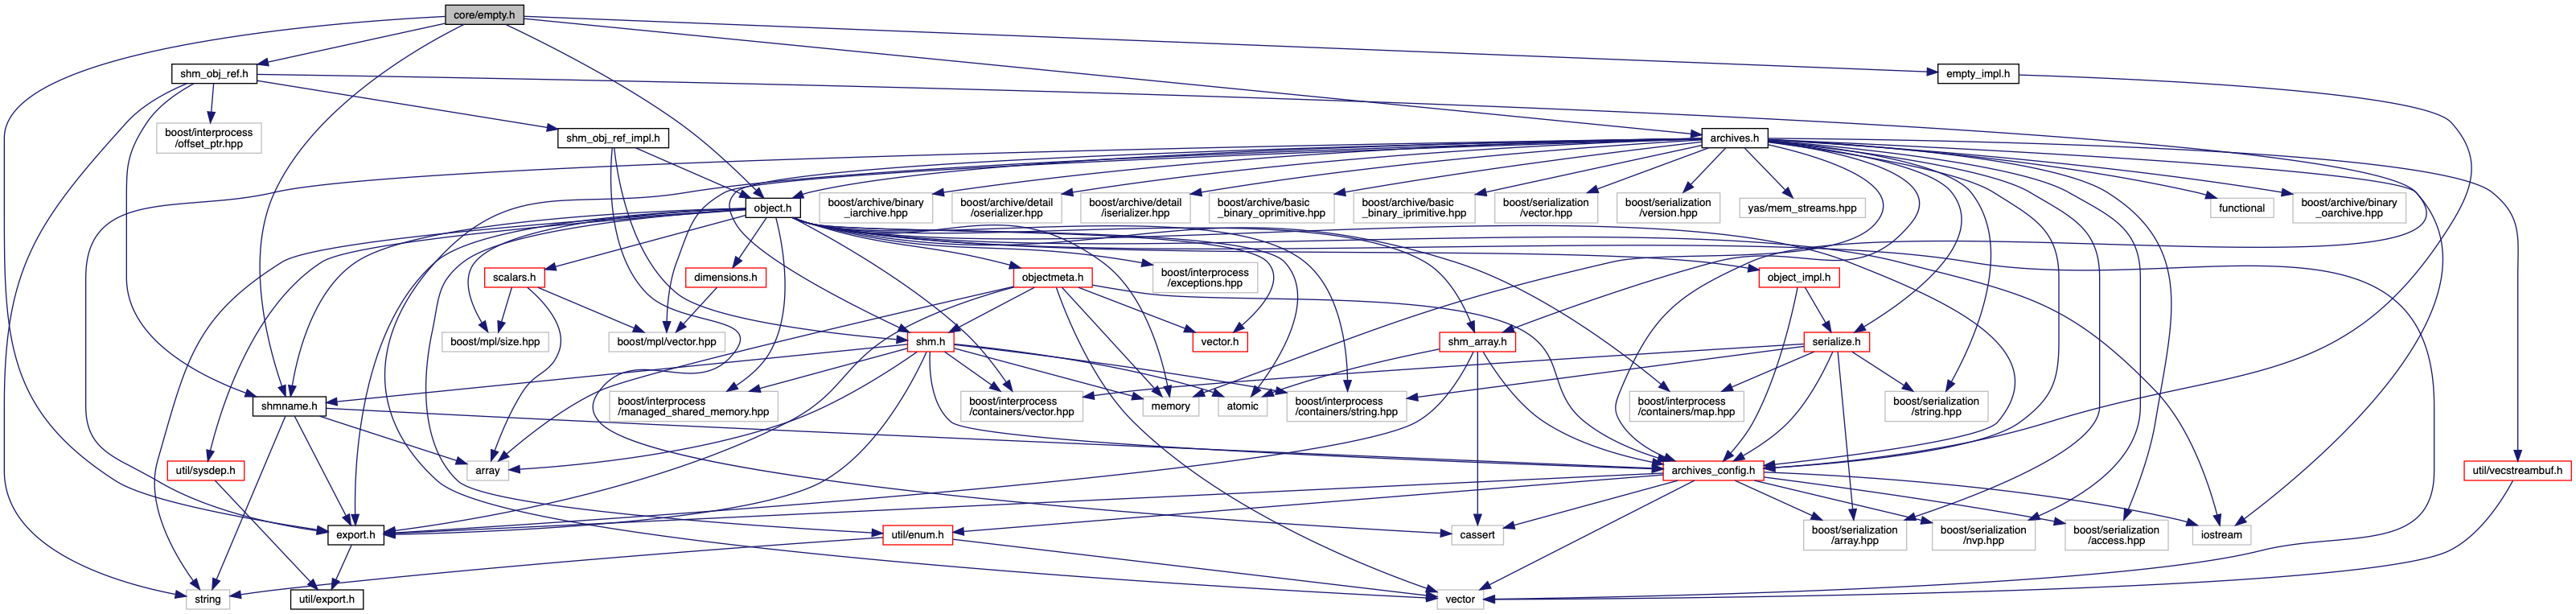 core/empty.h
shm_obj_ref.h
empty_impl.h
boost/interprocess
/offset_ptr.hpp
shm_obj_ref_impl.h
archives.h
object.h
boost/archive/binary
_iarchive.hpp
boost/archive/detail
/oserializer.hpp
boost/archive/detail
/iserializer.hpp
boost/archive/basic
_binary_oprimitive.hpp
boost/archive/basic
_binary_iprimitive.hpp
boost/serialization
/vector.hpp
boost/serialization
/version.hpp
yas/mem_streams.hpp
functional
boost/archive/binary
_oarchive.hpp
scalars.h
dimensions.h
objectmeta.h
boost/interprocess
/exceptions.hpp
object_impl.h
boost/mpl/size.hpp
boost/mpl/vector.hpp
shm.h
vector.h
shm_array.h
serialize.h
shmname.h
boost/interprocess
/managed_shared_memory.hpp
boost/interprocess
/containers/vector.hpp
memory
atomic
boost/interprocess
/containers/string.hpp
boost/interprocess
/containers/map.hpp
boost/serialization
/string.hpp
util/sysdep.h
array
archives_config.h
util/vecstreambuf.h
export.h
util/enum.h
cassert
boost/serialization
/array.hpp
boost/serialization
/nvp.hpp
boost/serialization
/access.hpp
iostream
string
util/export.h
vector